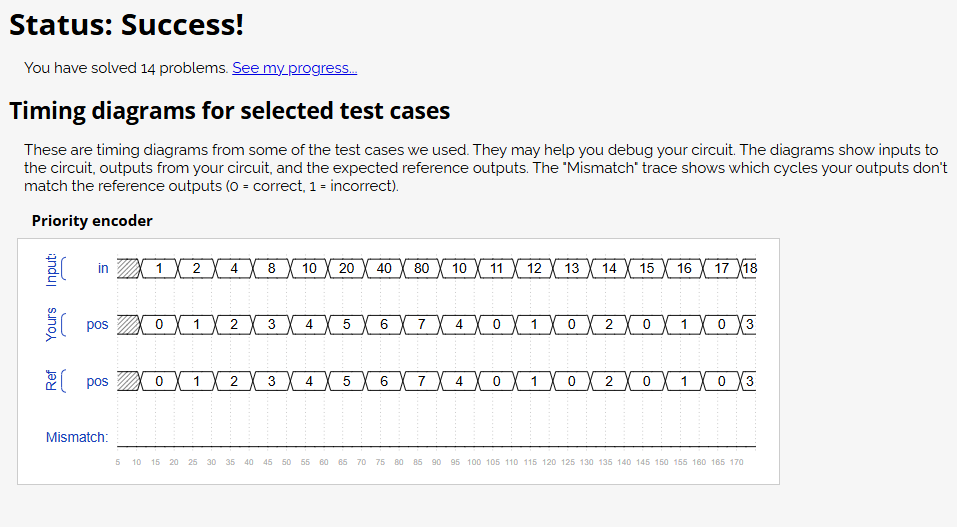 Status: Success!
You have solved 14 problems. See my progress...
Timing diagrams for selected test cases
These are timing diagrams from some of the test cases we used. They may help you debug your circuit. The diagrams show inputs to
the circuit, outputs from your circuit, and the expected reference outputs. The "Mismatch" trace shows which cycles your outputs don't
match the reference outputs (0 = correct, 1 = incorrect).
Priority encoder
Input: in 1 2 4 8 10 20 40 80 10 11 12 13 14 15 16 17 18
Yours pos 0 1 2 3 4 5 6 7 4 0 1 0 2 0 1 0 3
Ref pos 0 1 2 3 4 5 6 7 4 0 1 0 2 0 1 0 3
Mismatch:
5 10 15 20 25 30 35 40 45 50 55 60 65 70 75 80 85 90 95 100 105 110 115 120 125 130 135 140 145 150 155 160 165 170